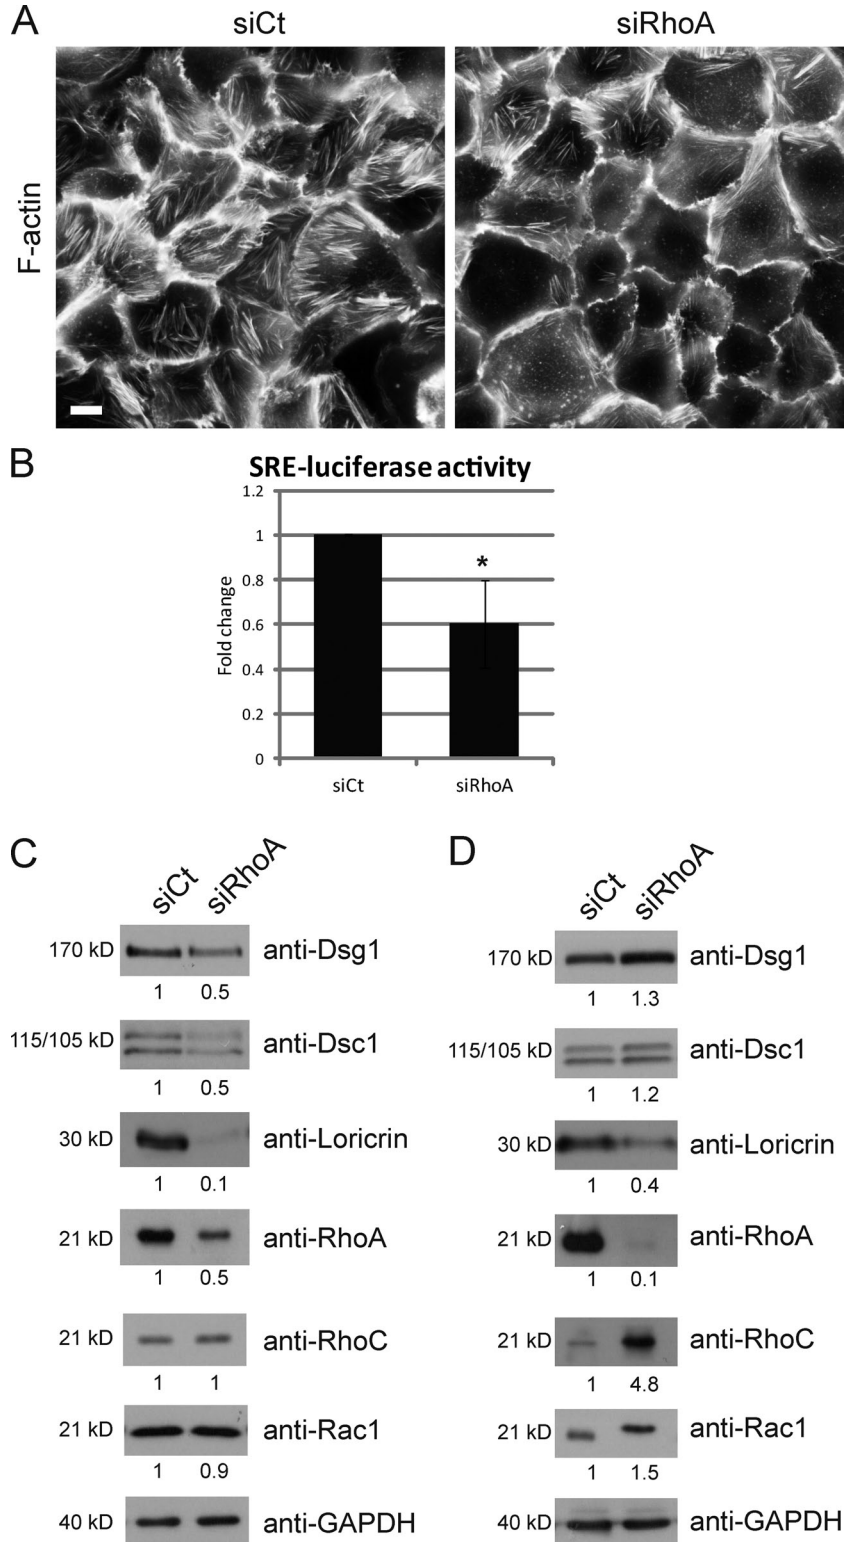 A
siCt siRhoA
F-actin
B
SRE-luciferase activity
1.2
1
0.8
0.6
0.4
0.2
0
Fold change
*
siCt siRhoA
C
siCt siRhoA
170 kD anti-Dsg1
1 0.5
115/105 kD anti-Dsc1
1 0.5
30 kD anti-Loricrin
1 0.1
21 kD anti-RhoA
1 0.5
21 kD anti-RhoC
1 1
21 kD anti-Rac1
1 0.9
40 kD anti-GAPDH
D
siCt siRhoA
170 kD anti-Dsg1
1 1.3
115/105 kD anti-Dsc1
1 1.2
30 kD anti-Loricrin
1 0.4
21 kD anti-RhoA
1 0.1
21 kD anti-RhoC
1 4.8
21 kD anti-Rac1
1 1.5
40 kD anti-GAPDH